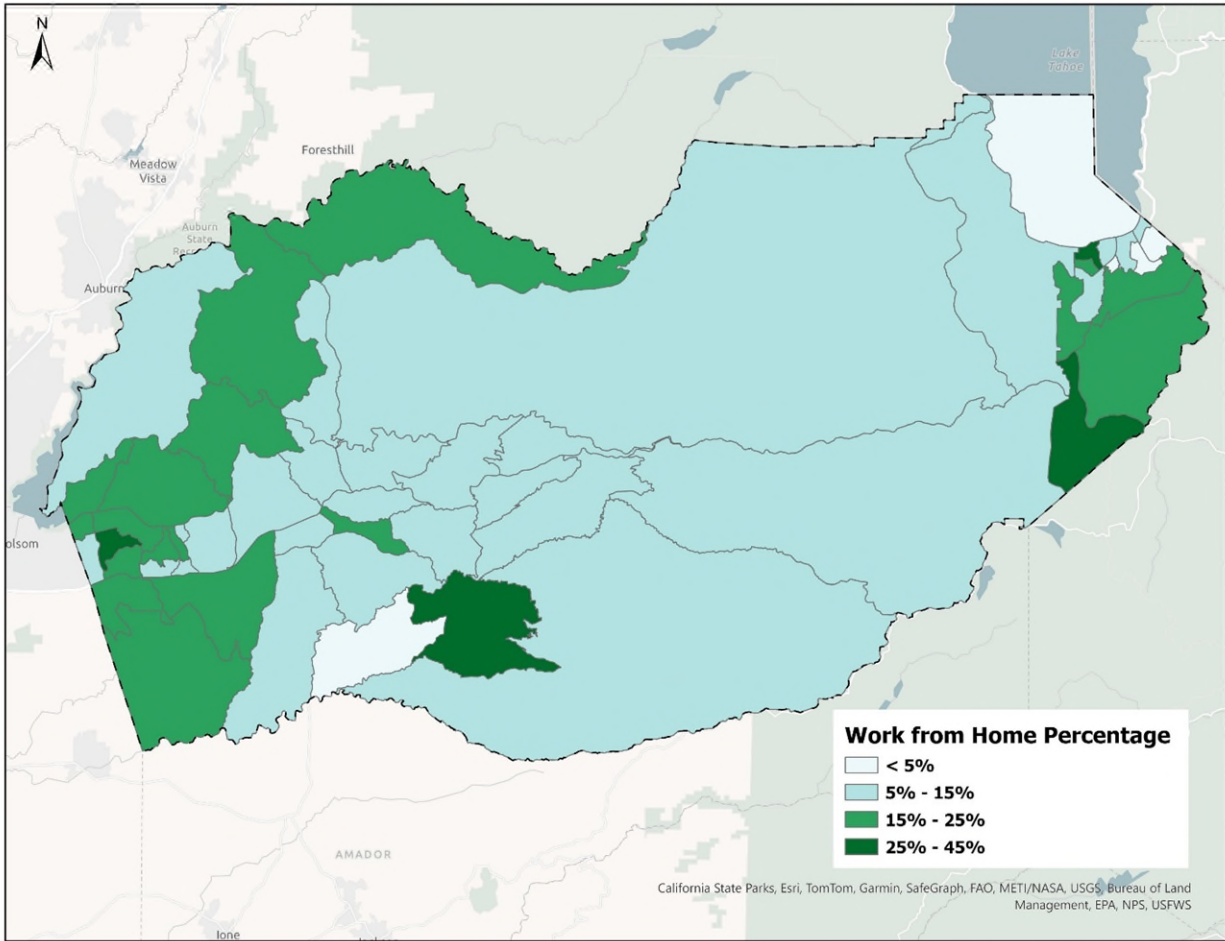 N
Lake
Tahoe
Foresthill
Meadow
Vista
Auburn
State
Rec
Auburn
olsom
AMADOR
Ione
Work from Home Percentage
< 5%
5% - 15%
15% - 25%
25% - 45%
California State Parks, Esri, TomTom, Garmin, SafeGraph, FAO, METI/NASA, USGS, Bureau of Land
Management, EPA, NPS, USFWS